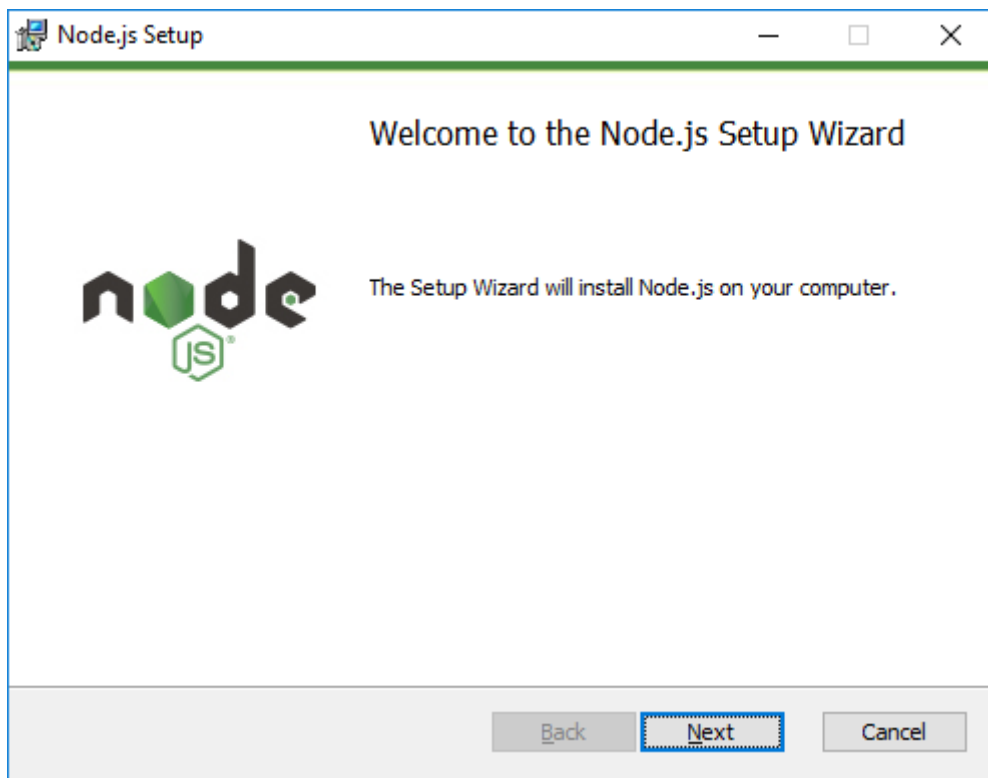 Node.js Setup
Welcome to the Node.js Setup Wizard
node
JS®
The Setup Wizard will install Node.js on your computer.
Back
Next
Cancel